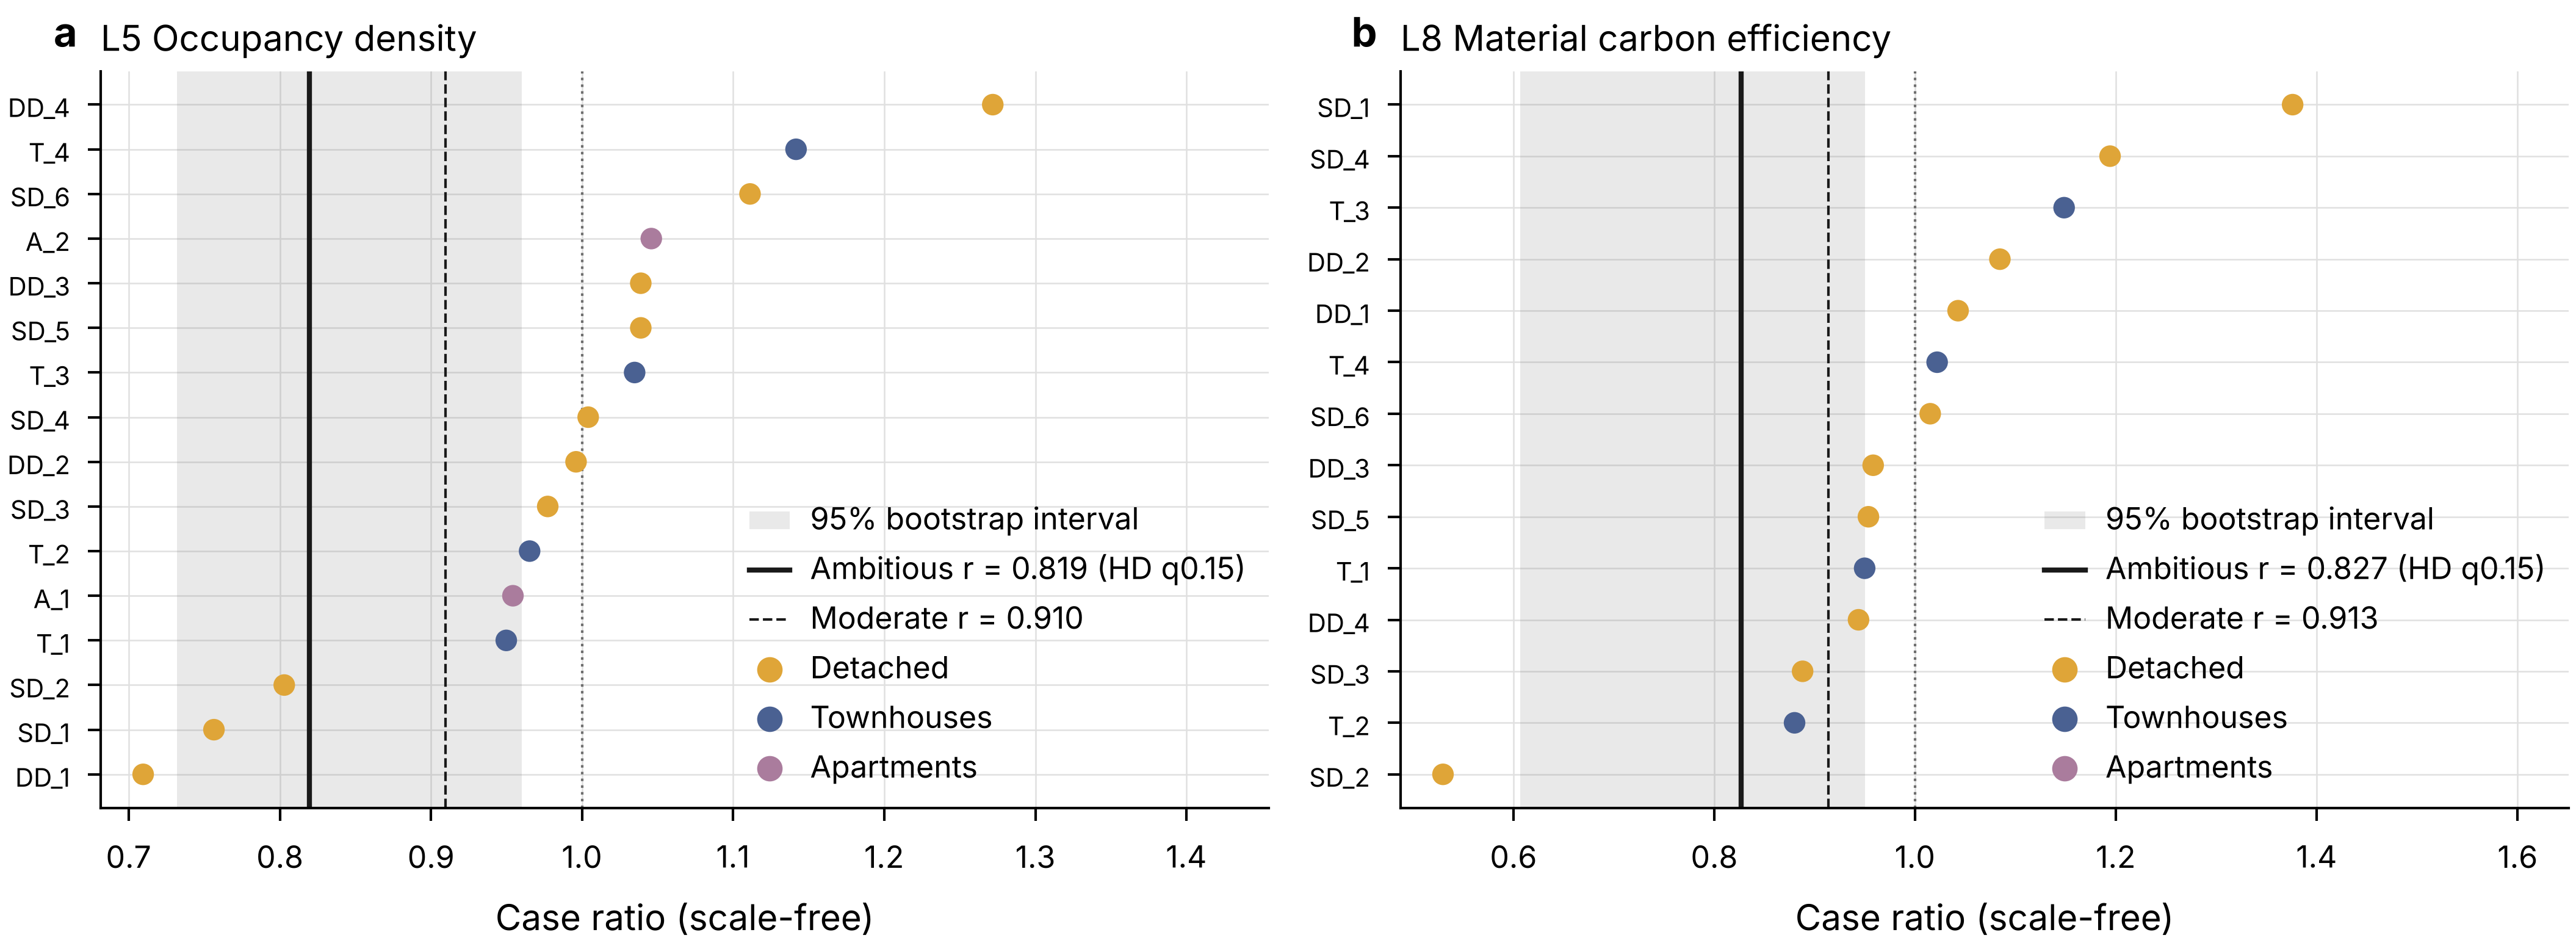 a L5 Occupancy density
DD_4
T_4
SD_6
A_2
DD_3
SD_5
T_3
SD_4
DD_2
SD_3
T_2
A_1
T_1
SD_2
SD_1
DD_1
95% bootstrap interval
Ambitious r = 0.819 (HD q0.15)
Moderate r = 0.910
Detached
Townhouses
Apartments
0.7 0.8 0.9 1.0 1.1 1.2 1.3 1.4
Case ratio (scale-free)
b L8 Material carbon efficiency
SD_1
SD_4
T_3
DD_2
DD_1
T_4
SD_6
DD_3
SD_5
T_1
DD_4
SD_3
T_2
SD_2
95% bootstrap interval
Ambitious r = 0.827 (HD q0.15)
Moderate r = 0.913
Detached
Townhouses
Apartments
0.6 0.8 1.0 1.2 1.4 1.6
Case ratio (scale-free)